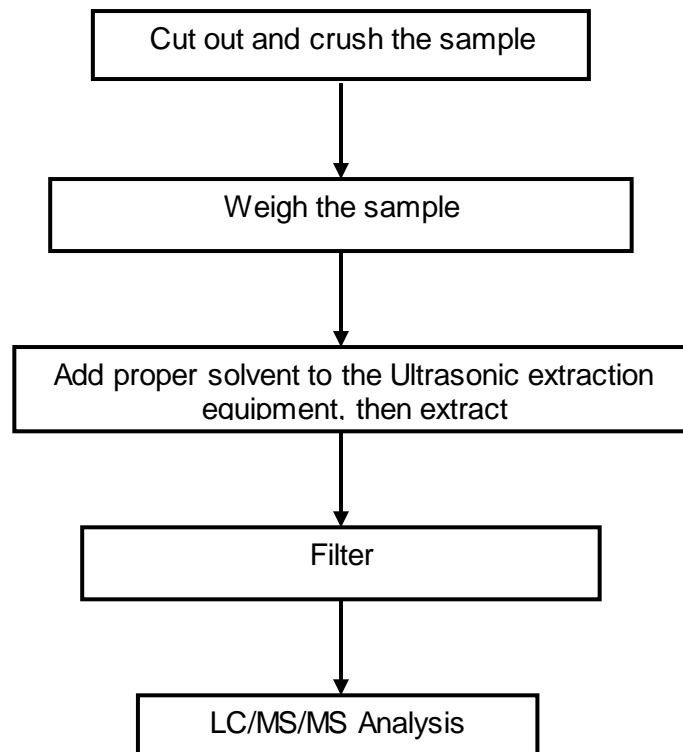 Cut out and crush the sample
Weigh the sample
Add proper solvent to the Ultrasonic extraction
equipment, then extract
Filter
LC/MS/MS Analysis